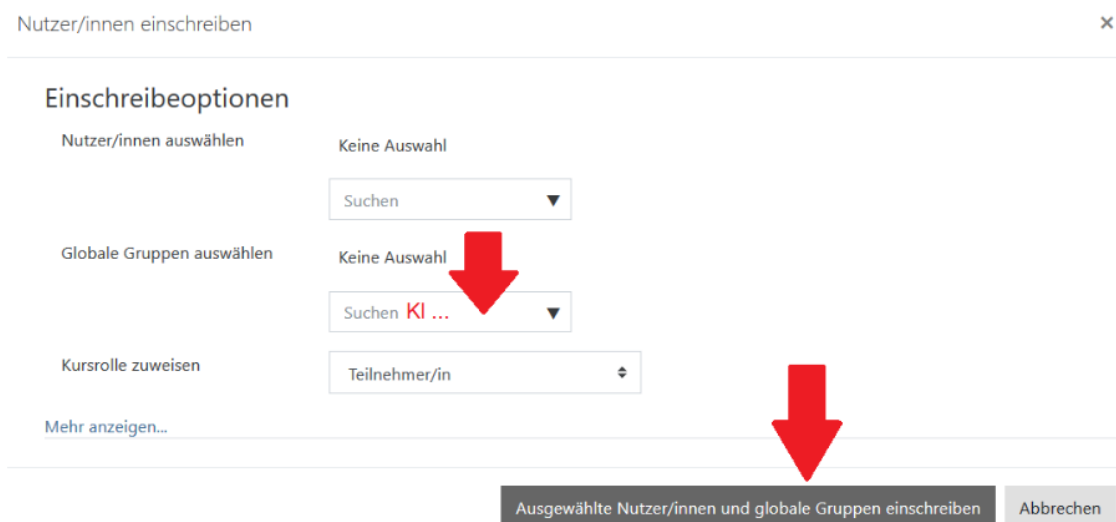 Nutzer/innen einschreiben ×
Einschreibeoptionen
Nutzer/innen auswählen Keine Auswahl
Suchen ▼
Globale Gruppen auswählen Keine Auswahl
Suchen Kl ... ▼
Kursrolle zuweisen Teilnehmer/in
Mehr anzeigen...
Ausgewählte Nutzer/innen und globale Gruppen einschreiben Abbrechen